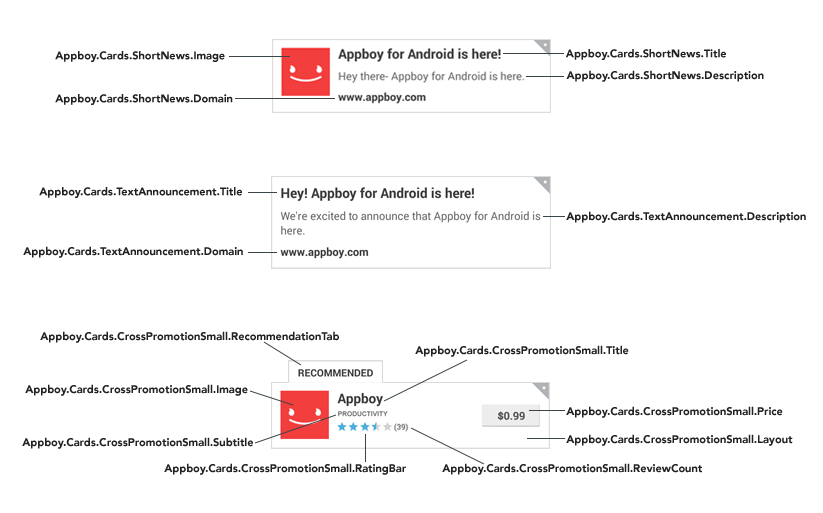 Appboy.Cards.ShortNews.Image
Appboy for Android is here!
Appboy.Cards.ShortNews.Title
Hey there- Appboy for Android is here.
Appboy.Cards.ShortNews.Description
Appboy.Cards.ShortNews.Domain
www.appboy.com
Appboy.Cards.TextAnnouncement.Title
Hey! Appboy for Android is here!
We're excited to announce that Appboy for Android is
here.
Appboy.Cards.TextAnnouncement.Description
Appboy.Cards.TextAnnouncement.Domain
www.appboy.com
Appboy.Cards.CrossPromotionSmall.RecommendationTab
Appboy.Cards.CrossPromotionSmall.Title
RECOMMENDED
Appboy.Cards.CrossPromotionSmall.Image
Appboy
PRODUCTIVITY
$0.99
Appboy.Cards.CrossPromotionSmall.Price
(39)
Appboy.Cards.CrossPromotionSmall.Subtitle
Appboy.Cards.CrossPromotionSmall.Layout
Appboy.Cards.CrossPromotionSmall.RatingBar
Appboy.Cards.CrossPromotionSmall.ReviewCount